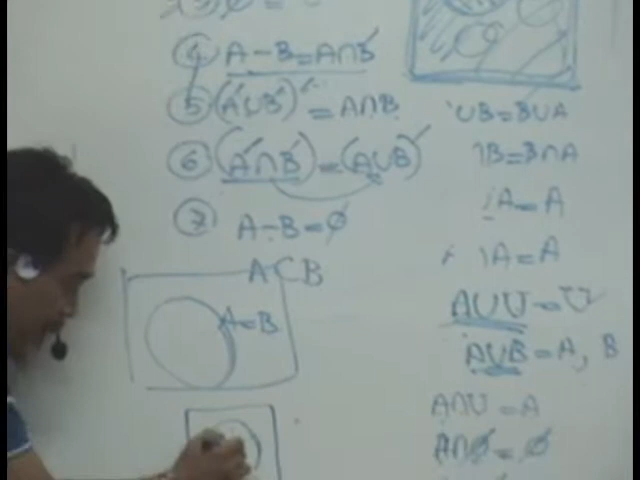 ④ A-B=A∩B'
⑤ (A'∪B')' = A∩B
⑥ (A'∩B')=(A∪B)'
⑦ A-B=∅
A⊂B
A=B
∪B=B∪A
∩B=B∩A
A=A
A=A
A∪U=U
A∪B=A, B
A∩U=A
A∩∅=∅